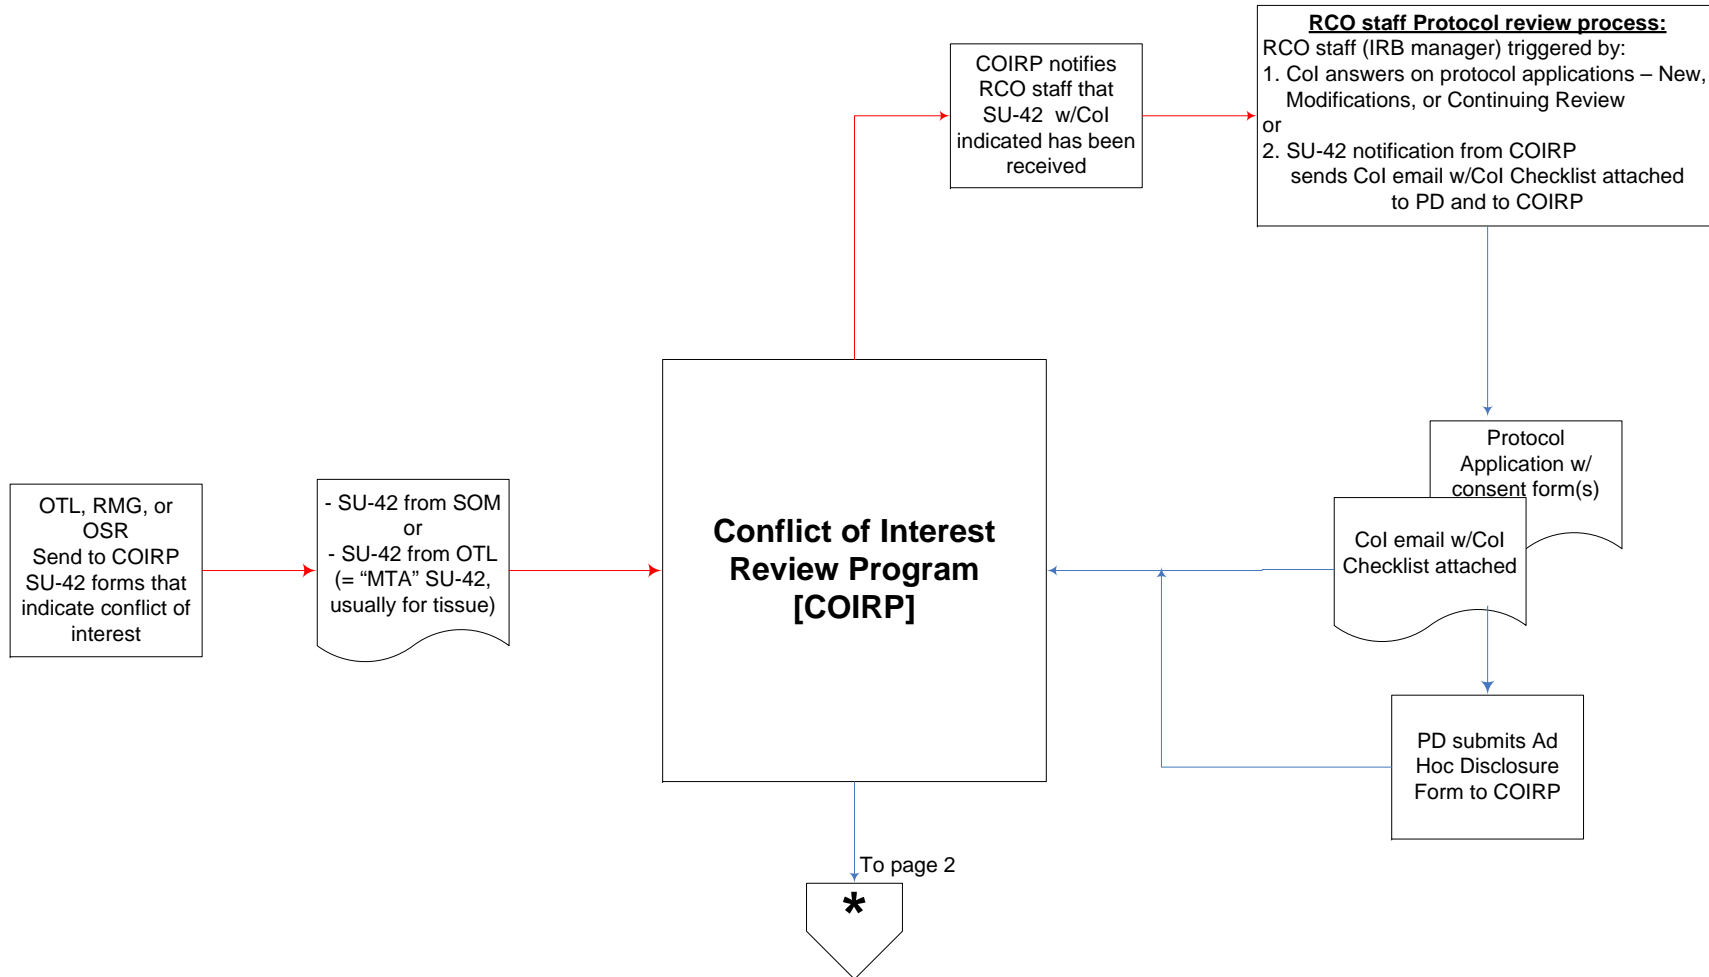 RCO staff Protocol review process:
RCO staff (IRB manager) triggered by:
1. CoI answers on protocol applications – New,
Modifications, or Continuing Review
or
2. SU-42 notification from COIRP
sends CoI email w/CoI Checklist attached
to PD and to COIRP
COIRP notifies
RCO staff that
SU-42 w/CoI
indicated has been
received
OTL, RMG, or
OSR
Send to COIRP
SU-42 forms that
indicate conflict of
interest
- SU-42 from SOM
or
- SU-42 from OTL
(= “MTA” SU-42,
usually for tissue)
Conflict of Interest
Review Program
[COIRP]
Protocol
Application w/
consent form(s)
CoI email w/CoI
Checklist attached
PD submits Ad
Hoc Disclosure
Form to COIRP
To page 2
*